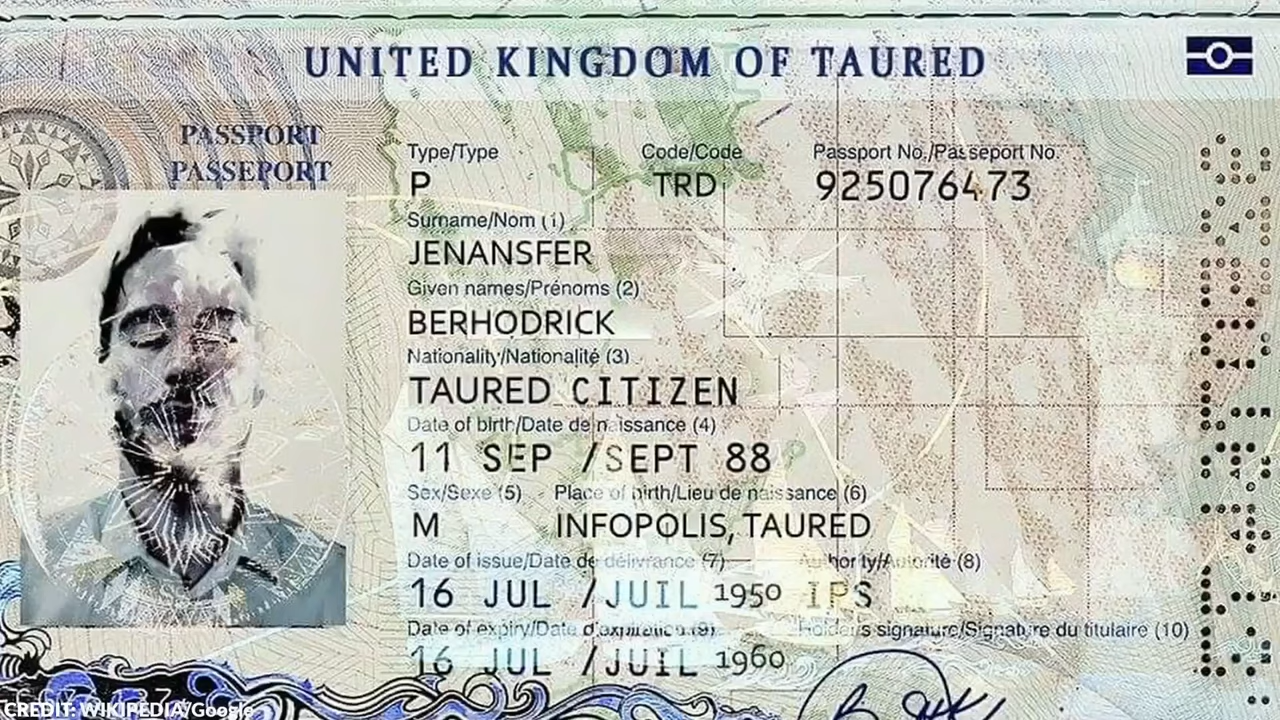 UNITED KINGDOM OF TAURED
PASSPORT
PASSEPORT
Type/Type Code/Code Passport No./Passeport No.
P TRD 925076473
Surname/Nom (1)
JENANSFER
Given names/Prénoms (2)
BERHODRICK
Nationality/Nationalité (3)
TAURED CITIZEN
Date of birth/Date de naissance (4)
11 SEP /SEPT 88
Sex/Sexe (5) Place of birth/Lieu de naissance (6)
M INFOPOLIS, TAURED
Date of issue/Date de délivrance (7) Authority/Autorité (8)
16 JUL /JUIL 1950 IPS
Date of expiry/Date d'expiration (9) Holder's signature/Signature du titulaire (10)
16 JUL /JUIL 1960
CREDIT: WIKIPEDIA/Google